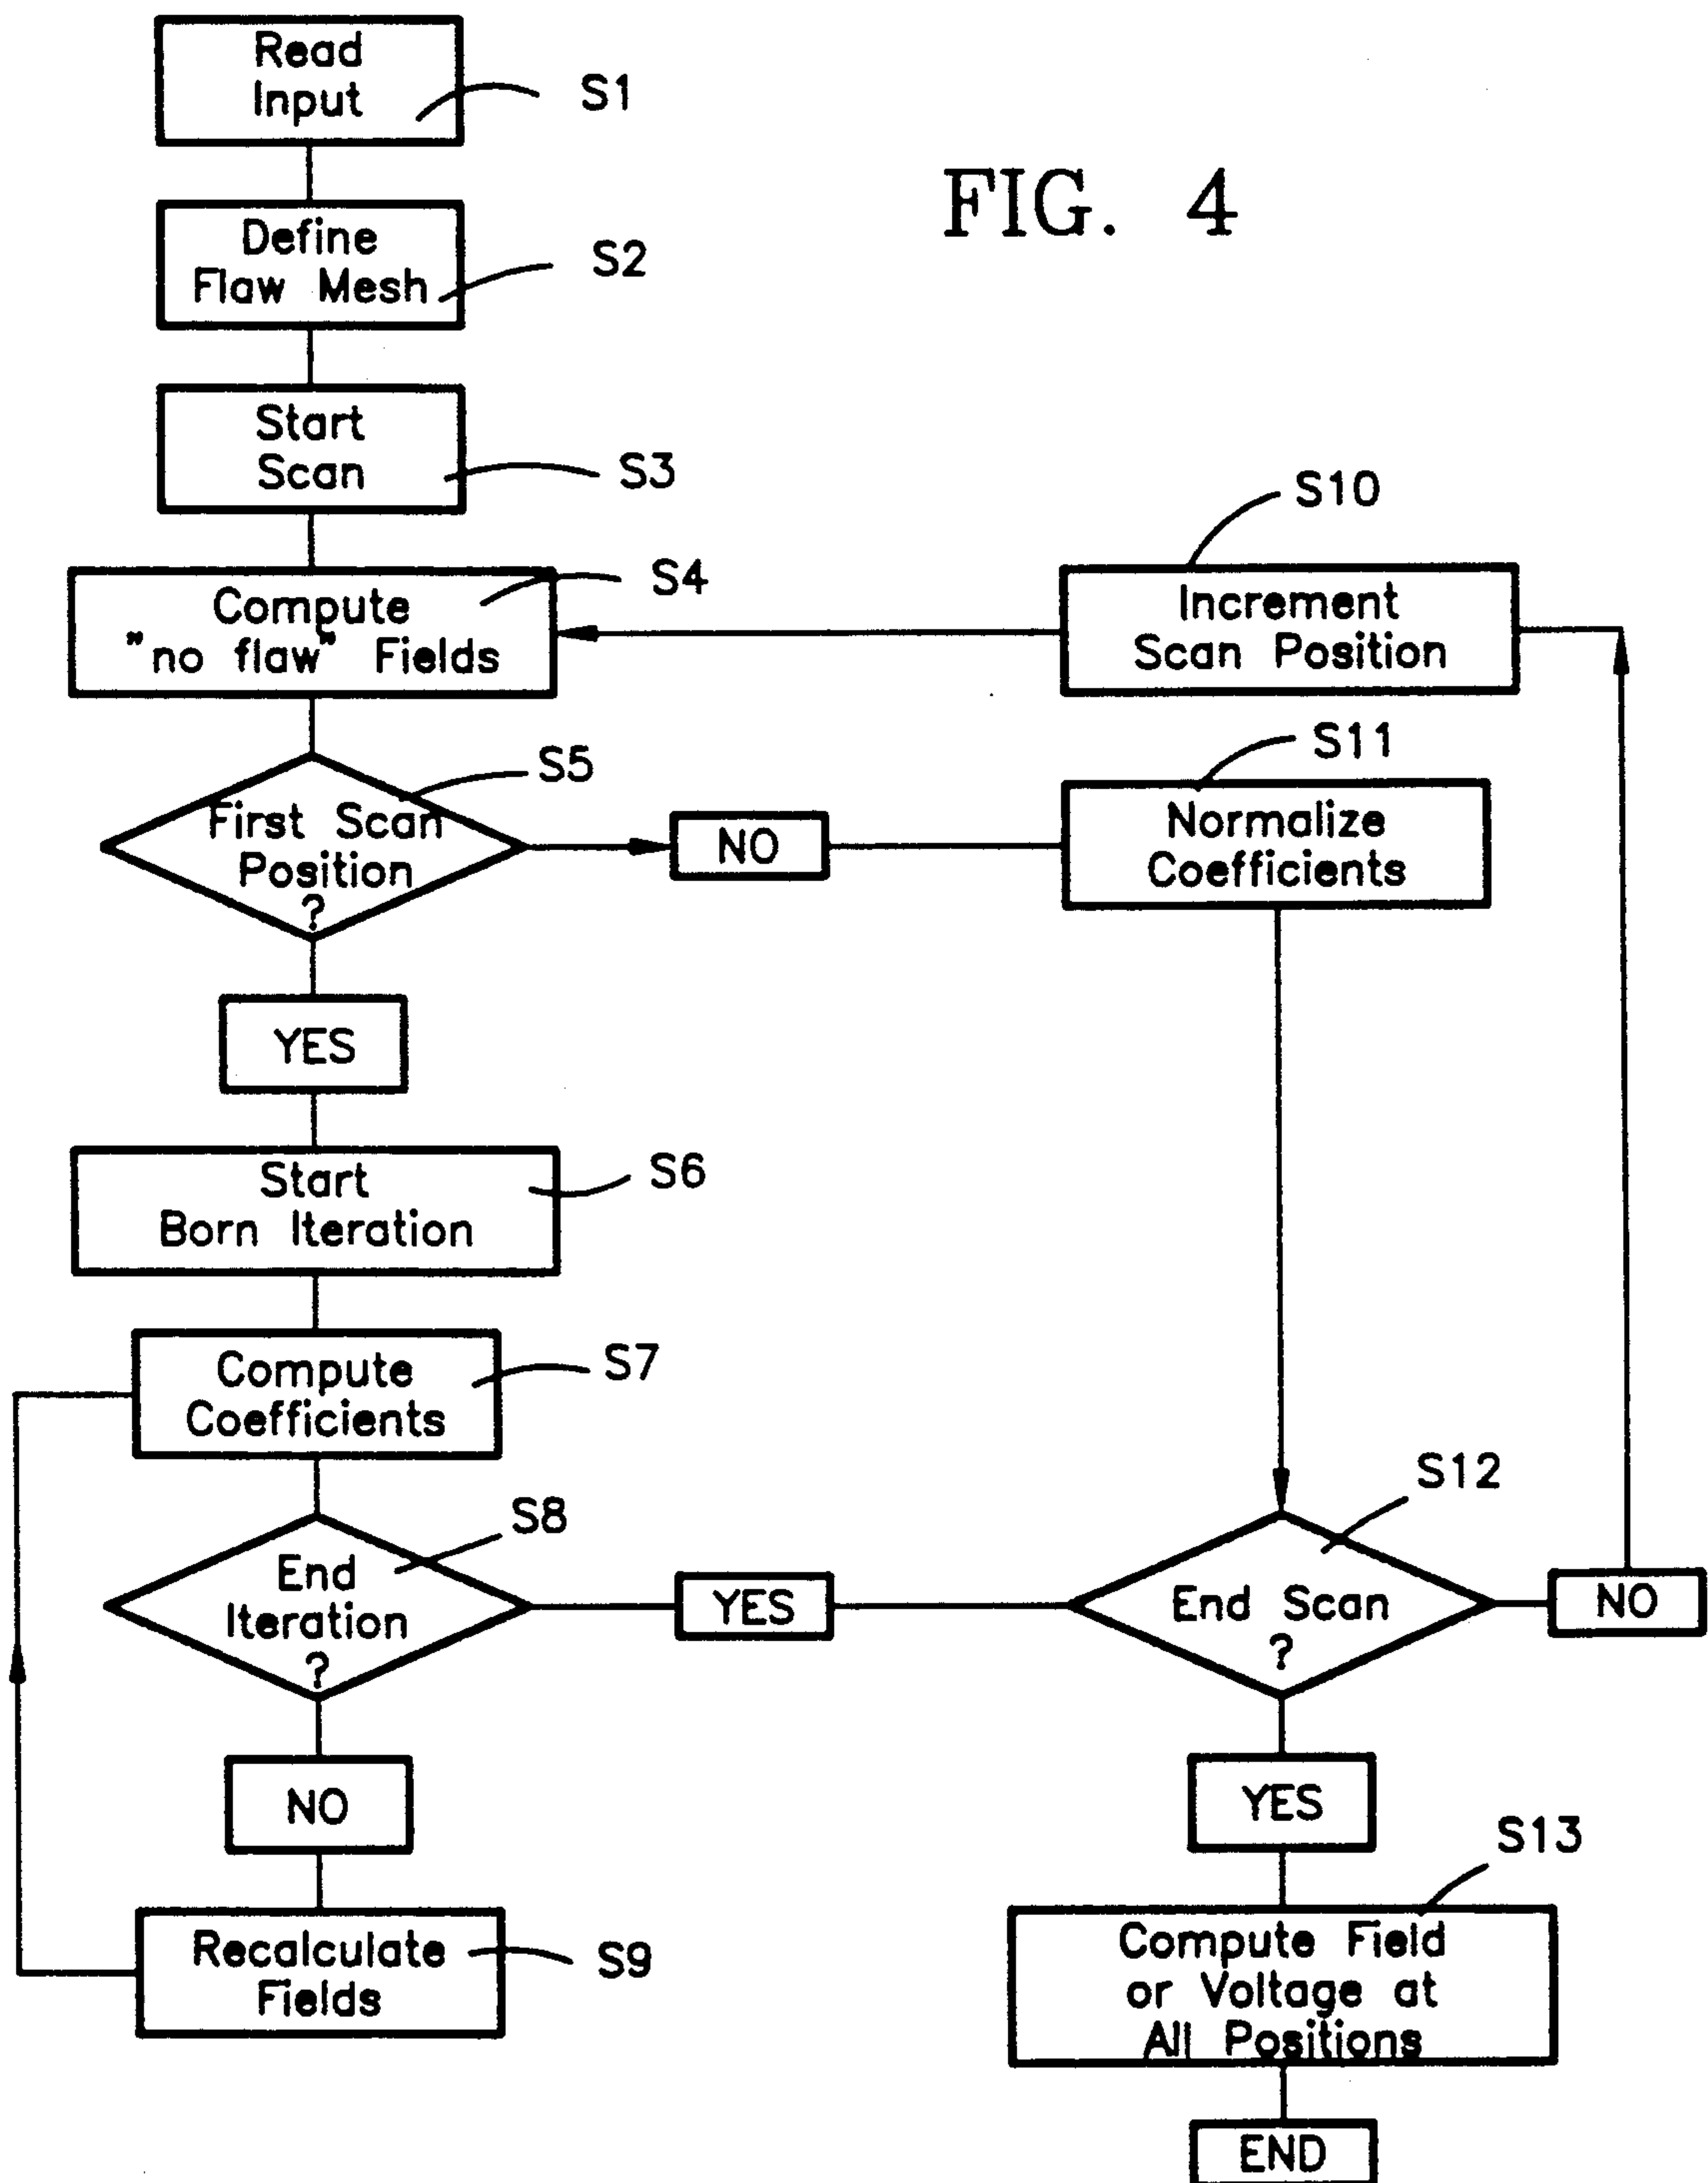 Read
Input
S1
FIG. 4
Define
Flaw Mesh
S2
Start
Scan
S3
S10
Compute
"no flaw" Fields
S4
Increment
Scan Position
S11
First Scan
Position
?
S5
NO
Normalize
Coefficients
YES
Start
Born Iteration
S6
Compute
Coefficients
S7
S12
End
Iteration
?
S8
YES
End Scan
?
NO
NO
YES
S13
Recalculate
Fields
S9
Compute Field
or Voltage at
All Positions
END